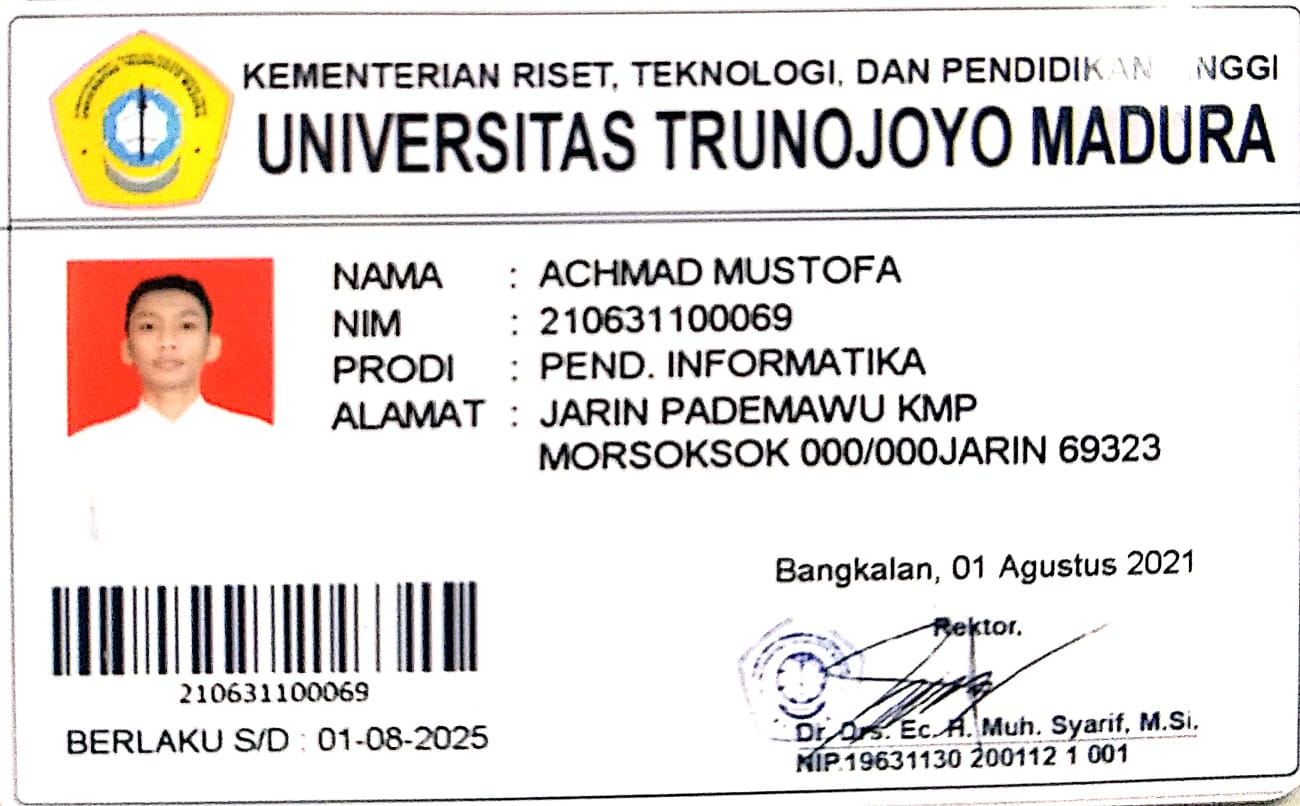 KEMENTERIAN RISET, TEKNOLOGI, DAN PENDIDIKAN NGGI
UNIVERSITAS TRUNOJOYO MADURA
NAMA : ACHMAD MUSTOFA
NIM : 210631100069
PRODI : PEND. INFORMATIKA
ALAMAT : JARIN PADEMAWU KMP
MORSOKSOK 000/000JARIN 69323
Bangkalan, 01 Agustus 2021
Rektor,
Dr. Drs. Ec. H. Muh. Syarif, M.Si.
NIP.19631130 200112 1 001
210631100069
BERLAKU S/D : 01-08-2025